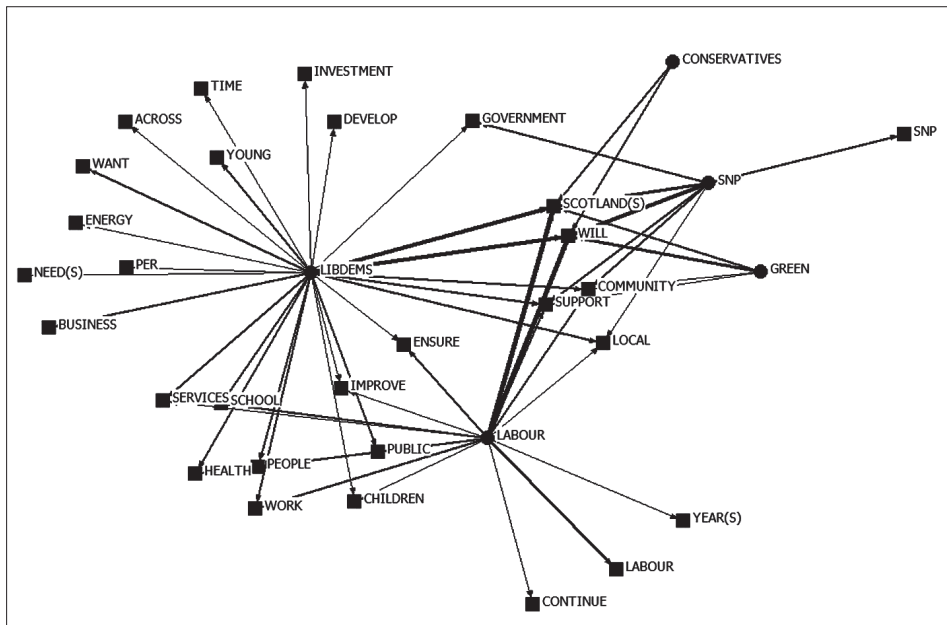 CONSERVATIVES
INVESTMENT
TIME
ACROSS
DEVELOP
GOVERNMENT
SNP
YOUNG
WANT
SNP
SCOTLAND(S)
ENERGY
WILL
PER
LIBDEMS
GREEN
NEED(S)
COMMUNITY
SUPPORT
BUSINESS
ENSURE
LOCAL
IMPROVE
SERVICES
SCHOOL
LABOUR
PUBLIC
PEOPLE
HEALTH
CHILDREN
WORK
YEAR(S)
LABOUR
CONTINUE